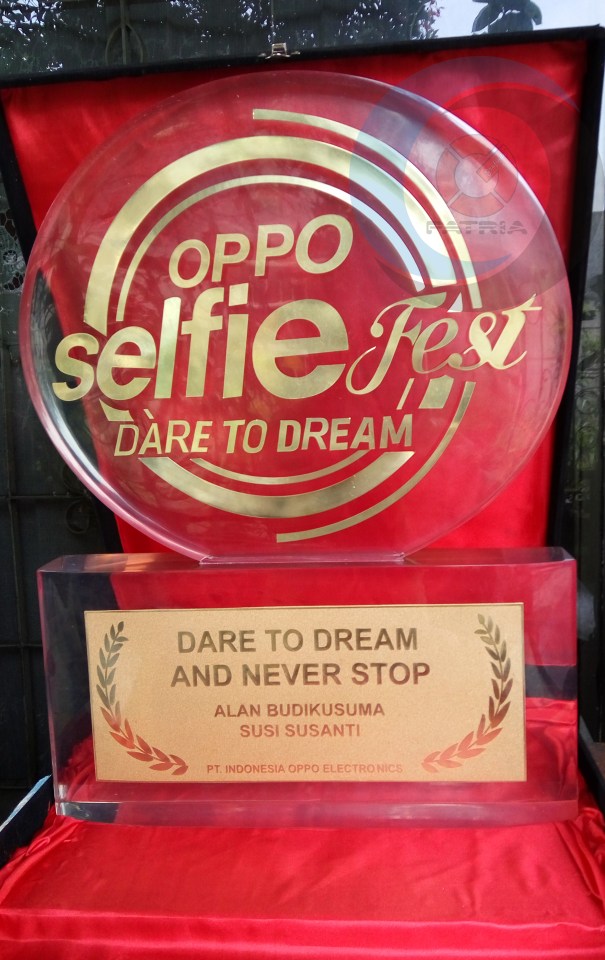 PATRIA
OPPO
selfie Fest
DÀRE TO DREAM
DARE TO DREAM
AND NEVER STOP
ALAN BUDIKUSUMA
SUSI SUSANTI
PT. INDONESIA OPPO ELECTRONICS